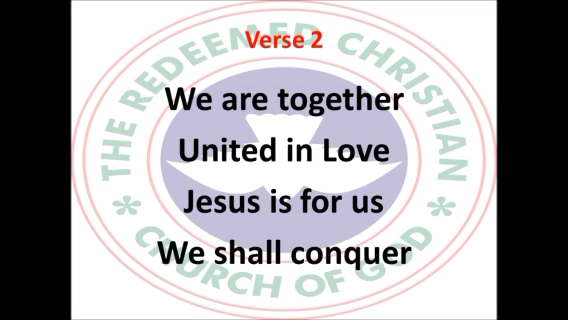 Verse 2
We are together
United in Love
Jesus is for us
We shall conquer
THE REDEEMED CHRISTIAN
CHURCH OF GOD